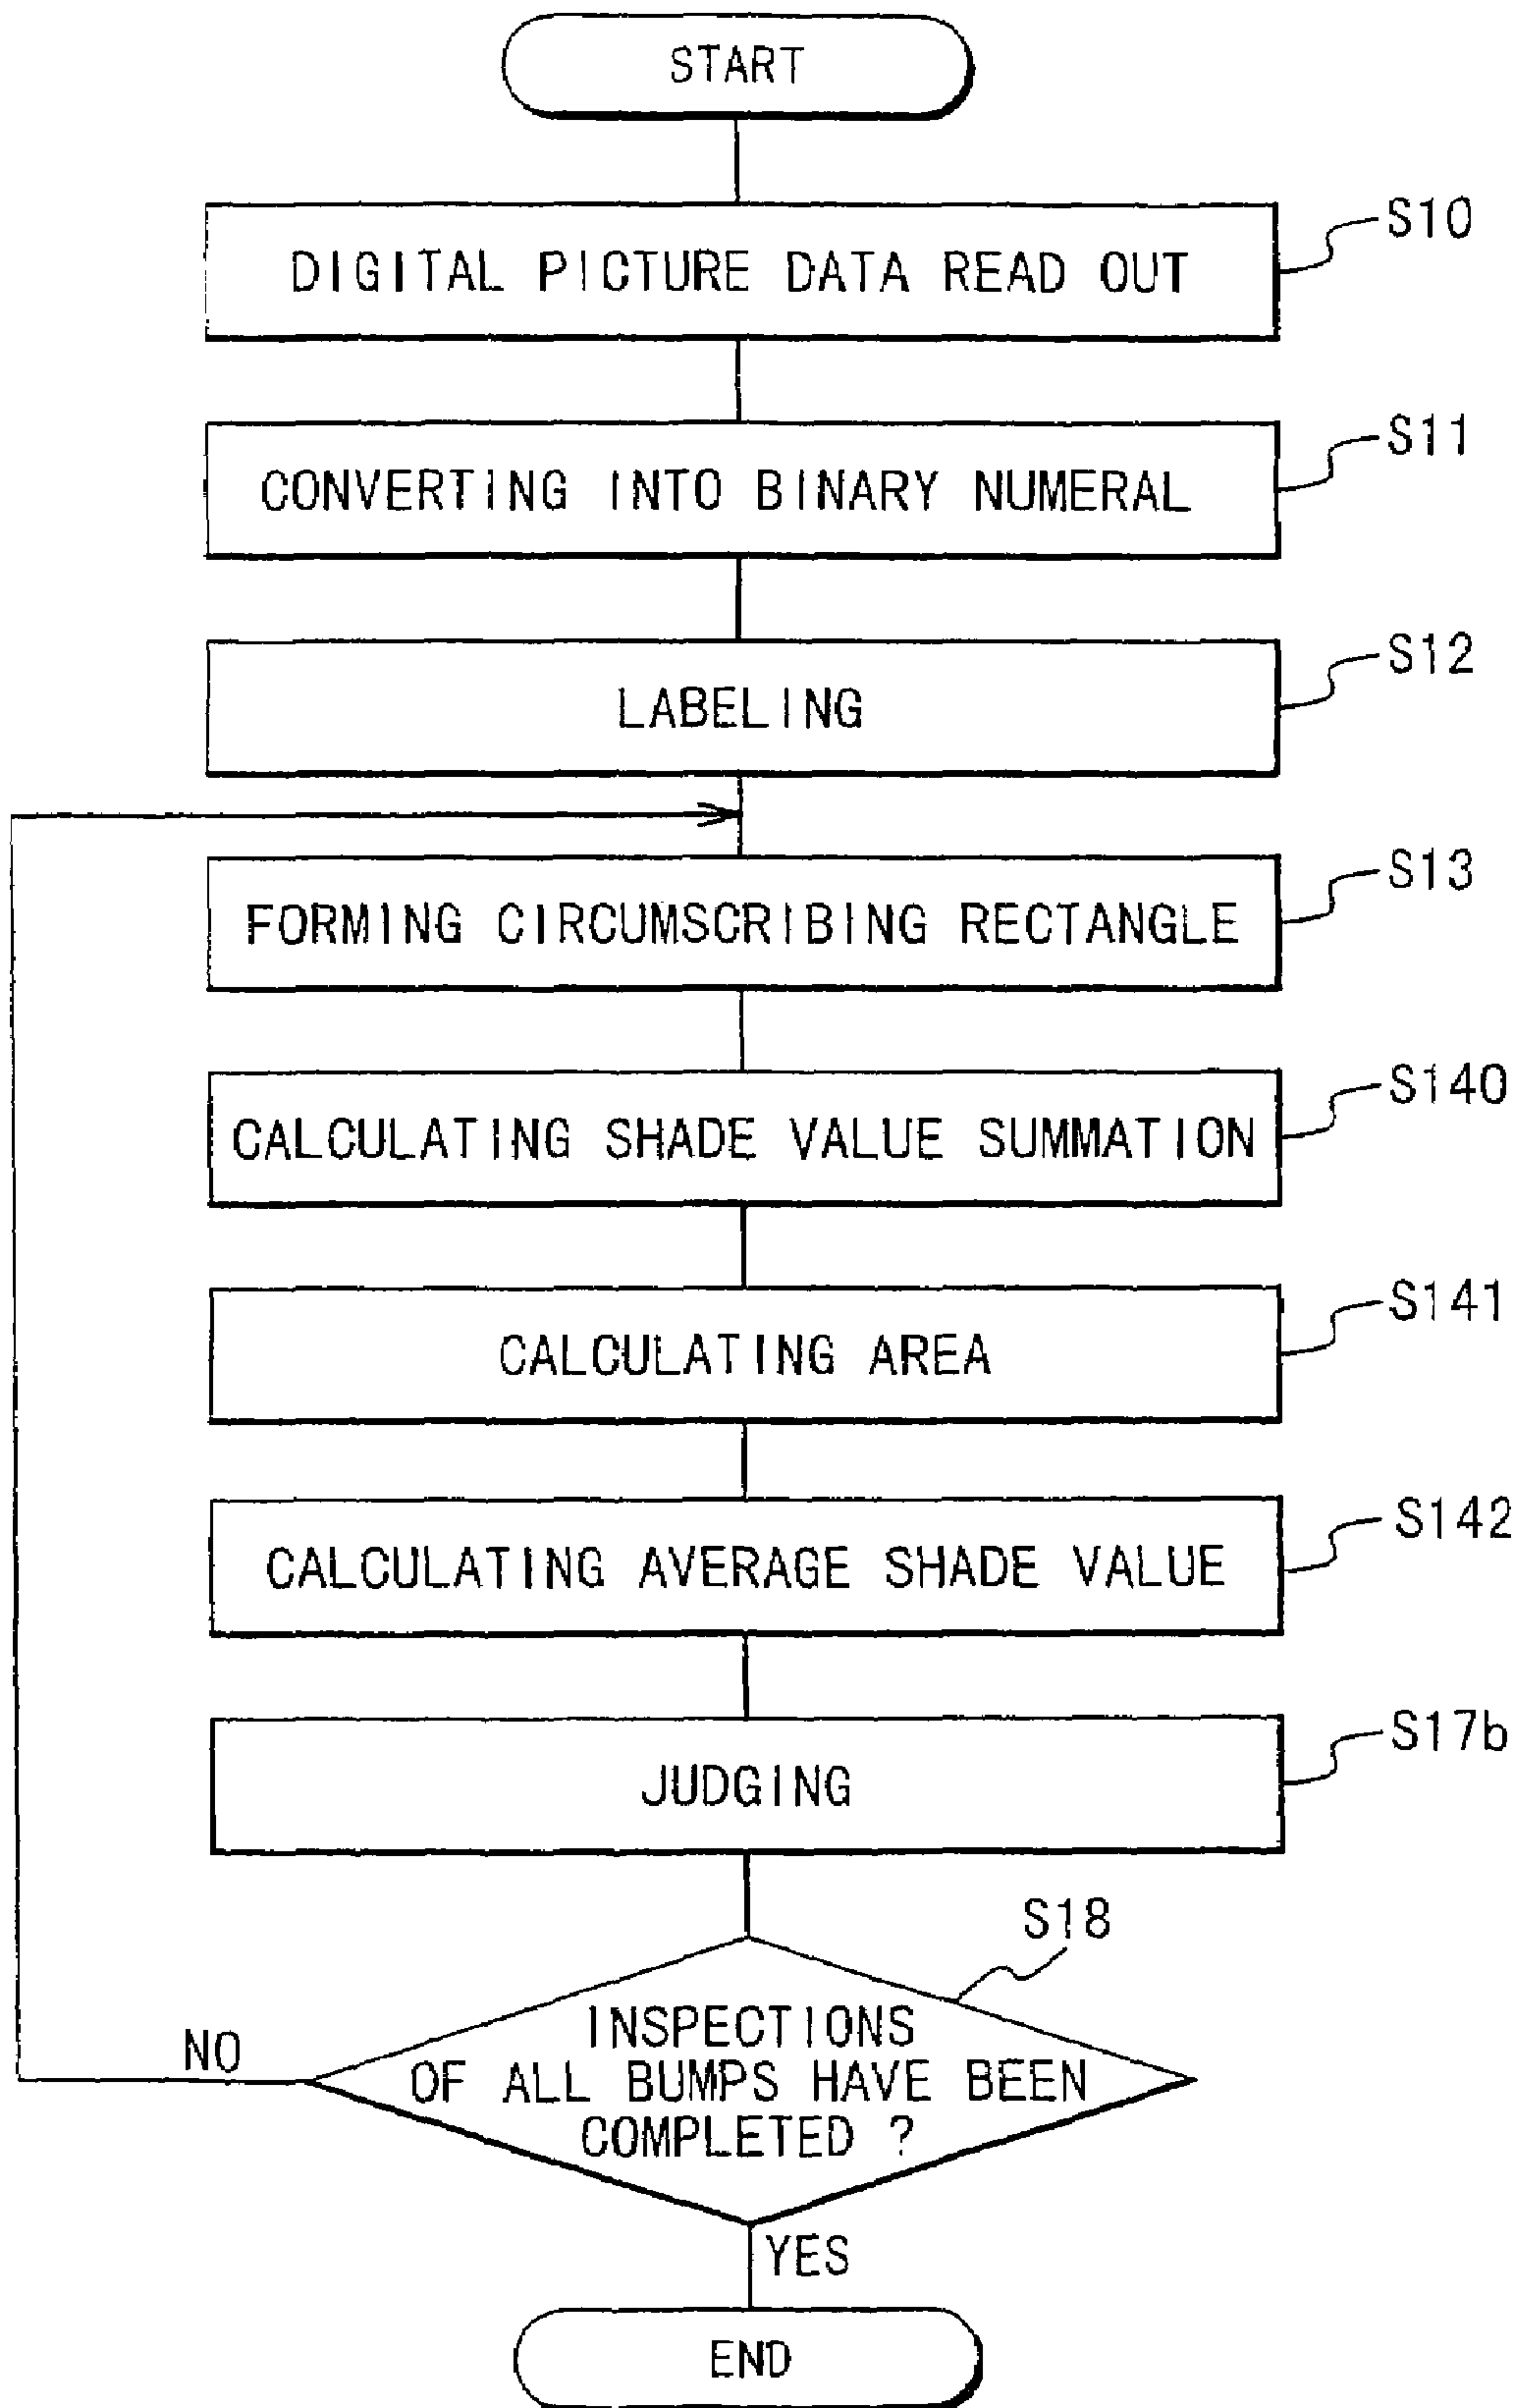 START
DIGITAL PICTURE DATA READ OUT
S10
CONVERTING INTO BINARY NUMERAL
S11
LABELING
S12
FORMING CIRCUMSCRIBING RECTANGLE
S13
CALCULATING SHADE VALUE SUMMATION
S140
CALCULATING AREA
S141
CALCULATING AVERAGE SHADE VALUE
S142
JUDGING
S17b
S18
INSPECTIONS
OF ALL BUMPS HAVE BEEN
COMPLETED ?
NO
YES
END